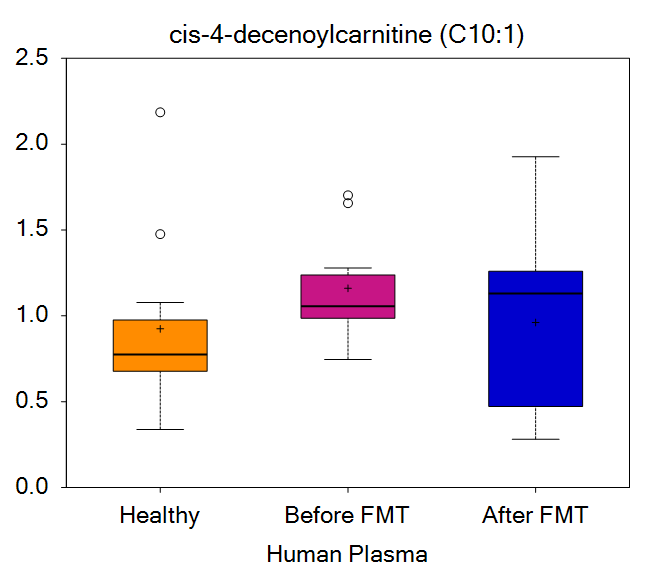 cis-4-decenoylcarnitine (C10:1)
2.5
2.0
1.5
1.0
0.5
0.0
Healthy Before FMT After FMT
Human Plasma